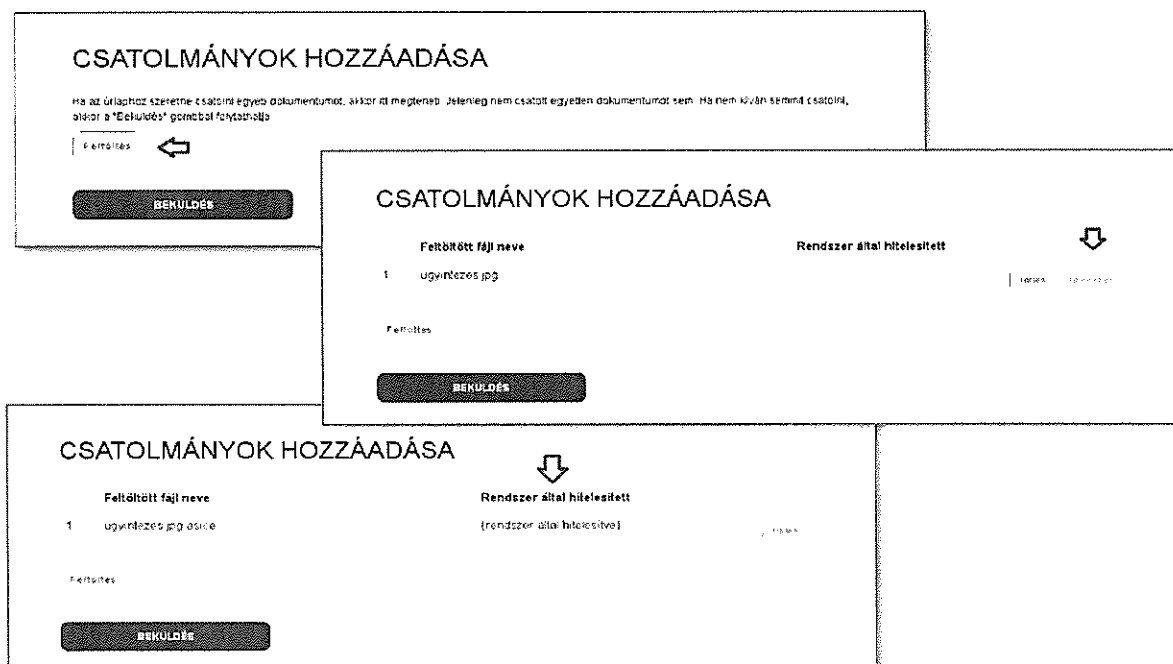 CSATOLMÁNYOK HOZZÁADÁSA
Ha az űrlaphoz szeretne csatolni egyéb dokumentumot, akkor itt megteheti. Jelenleg nem csatolt egyetlen dokumentumot sem. Ha nem kíván semmit csatolni,
akkor a "Beküldés" gombbal folytathatja
Feltöltés
BEKÜLDÉS
CSATOLMÁNYOK HOZZÁADÁSA
Feltöltött fájl neve Rendszer által hitelesített
1 ugyintezes.jpg Törlés
Feltöltés
BEKÜLDÉS
CSATOLMÁNYOK HOZZÁADÁSA
Feltöltött fájl neve Rendszer által hitelesített
1 ugyintezes.jpg.asice (rendszer által hitelesítve)
Feltöltés
BEKÜLDÉS